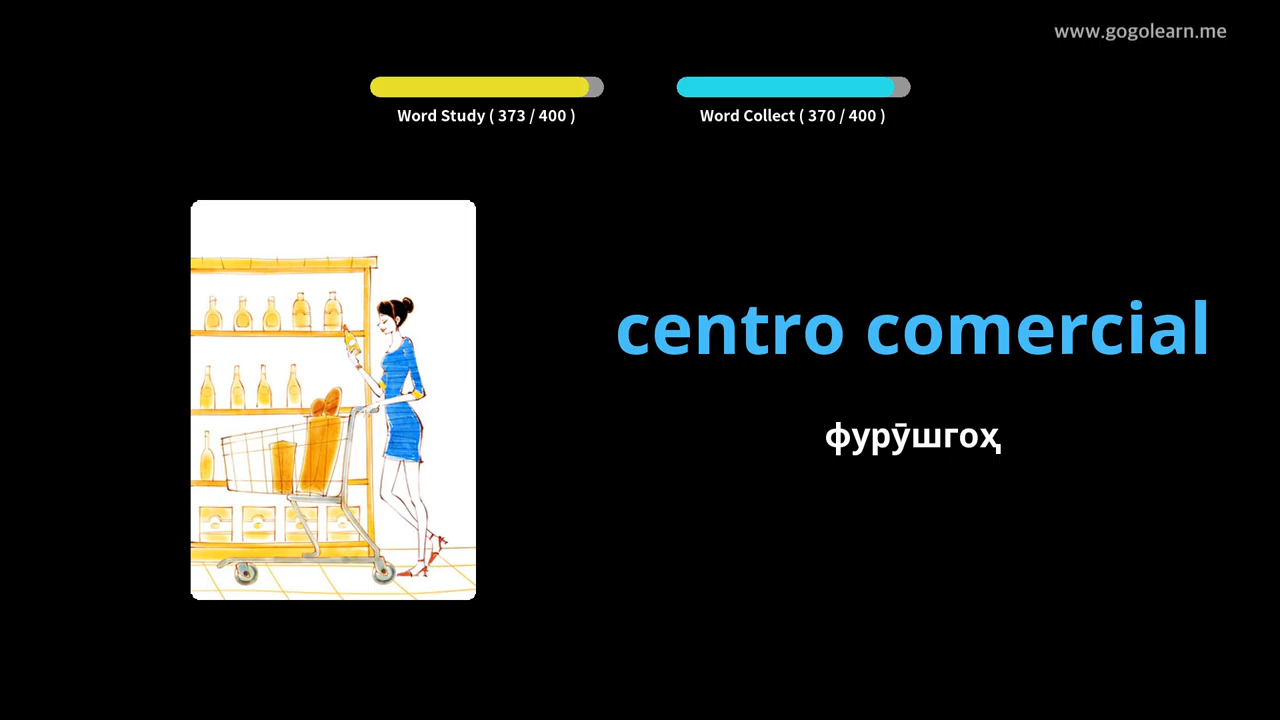 www.gogolearn.me
Word Study ( 373 / 400 )
Word Collect ( 370 / 400 )
centro comercial
фурӯшгоҳ